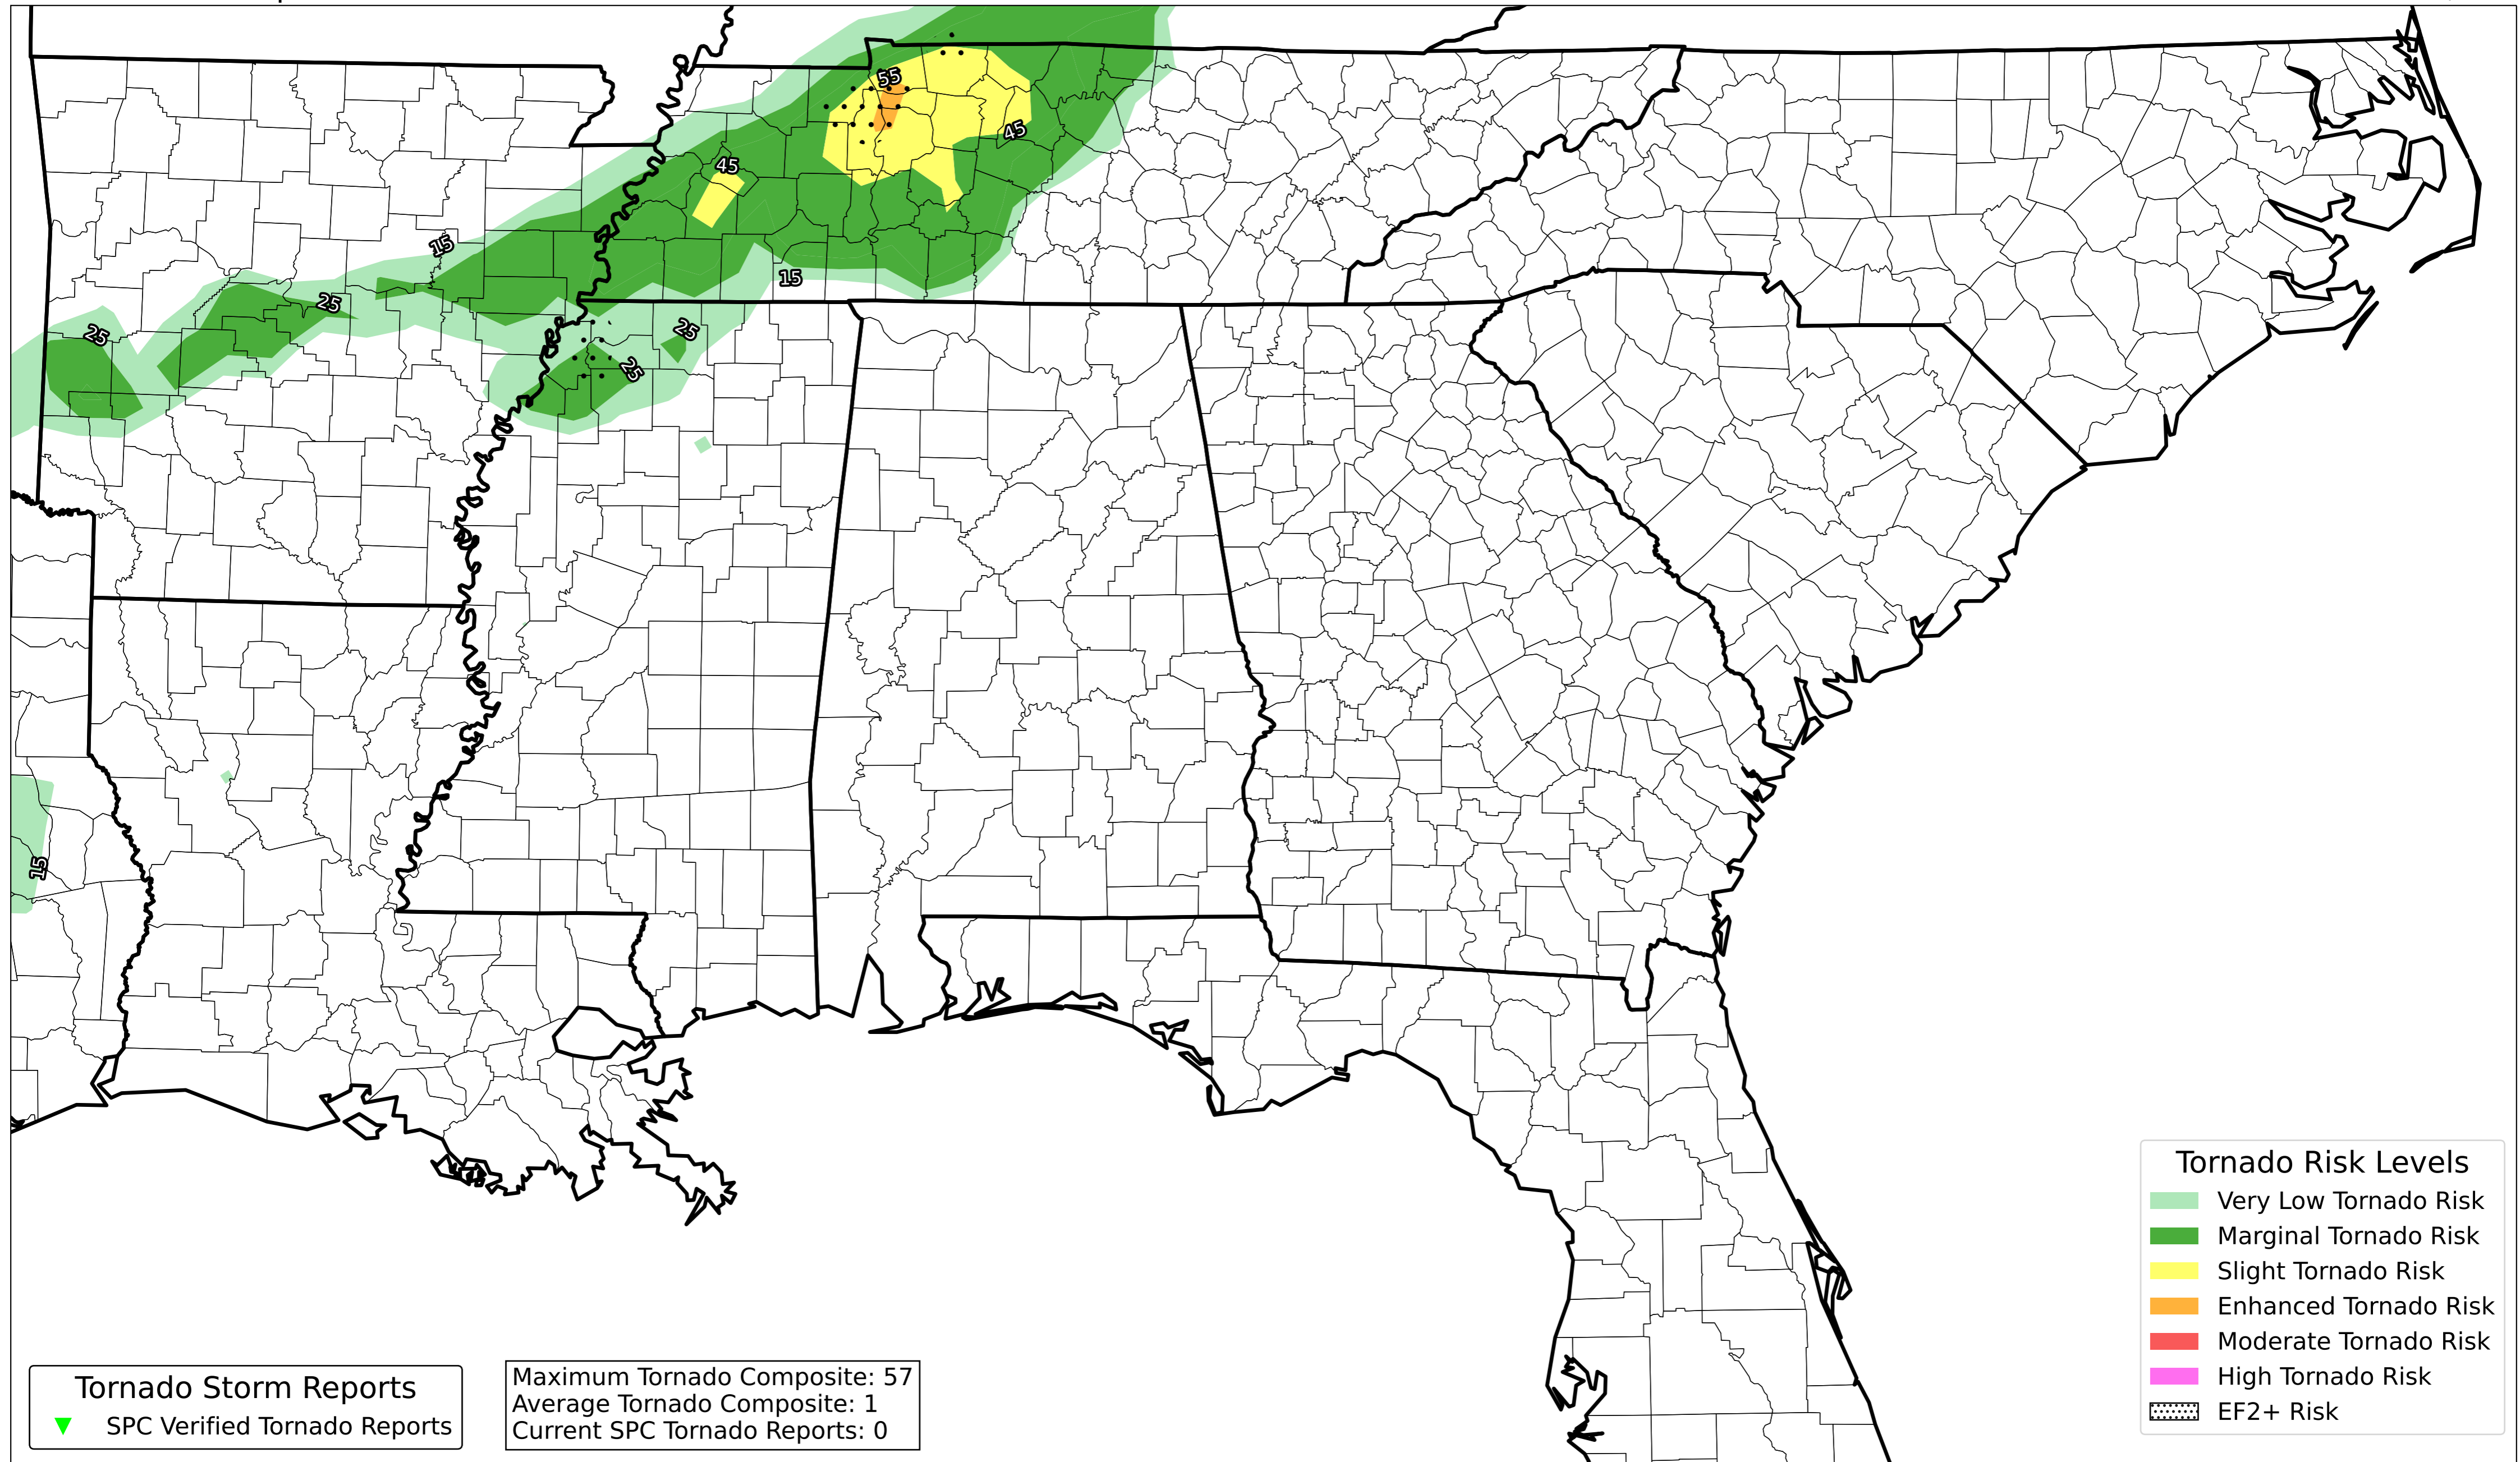 55
45
45
15
15
25
25
25
25
15
Tornado Risk Levels
Very Low Tornado Risk
Marginal Tornado Risk
Slight Tornado Risk
Enhanced Tornado Risk
Moderate Tornado Risk
High Tornado Risk
EF2+ Risk
Tornado Storm Reports
SPC Verified Tornado Reports
Maximum Tornado Composite: 57
Average Tornado Composite: 1
Current SPC Tornado Reports: 0